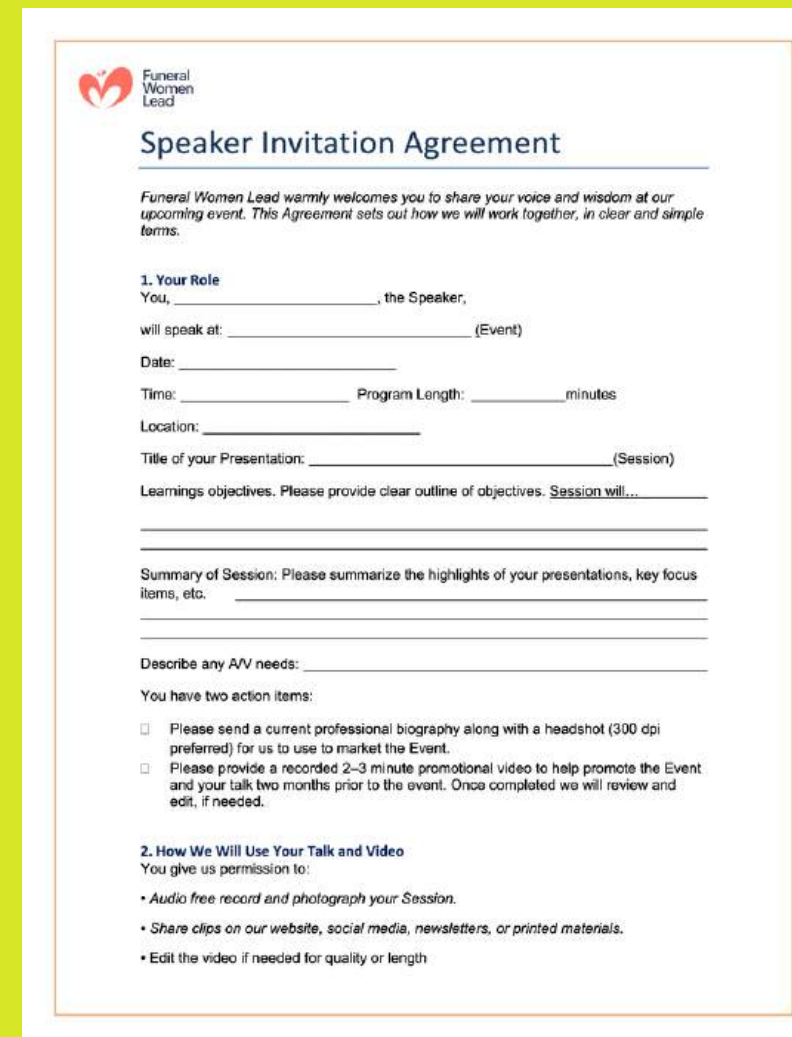 Funeral
Women
Lead
Speaker Invitation Agreement
Funeral Women Lead warmly welcomes you to share your voice and wisdom at our
upcoming event. This Agreement sets out how we will work together, in clear and simple
terms.
1. Your Role
You, ________________________, the Speaker,
will speak at: _____________________________ (Event)
Date: __________________________
Time: ____________________ Program Length: ___________minutes
Location: __________________________
Title of your Presentation: ____________________________________(Session)
Learnings objectives. Please provide clear outline of objectives. Session will...________
____________________________________________________________________
____________________________________________________________________
Summary of Session: Please summarize the highlights of your presentations, key focus
items, etc. ________________________________________________________
____________________________________________________________________
____________________________________________________________________
Describe any A/V needs: ________________________________________________
You have two action items:
☐ Please send a current professional biography along with a headshot (300 dpi
preferred) for us to use to market the Event.
☐ Please provide a recorded 2–3 minute promotional video to help promote the Event
and your talk two months prior to the event. Once completed we will review and
edit, if needed.
2. How We Will Use Your Talk and Video
You give us permission to:
• Audio free record and photograph your Session.
• Share clips on our website, social media, newsletters, or printed materials.
• Edit the video if needed for quality or length